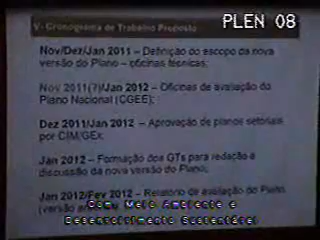 PLEN 08
V- Cronograma de Trabalho Proposto
Nov/Dez/Jan 2011 – Definição do escopo da nova
versão do Plano – oficinas técnicas;
Nov 2011(?)/Jan 2012 – Oficinas de avaliação do
Plano Nacional (CGEE);
Dez 2011/Jan 2012 – Aprovação de planos setoriais
por CIM/GEx;
Jan 2012 – Formação dos GTs para redação e
discussão da nova versão do Plano;
Jan 2012/Fev 2012 – Relatório de avaliação do Plano
(versão
Com. Meio Ambiente e
Desenvolvimento Sustentável